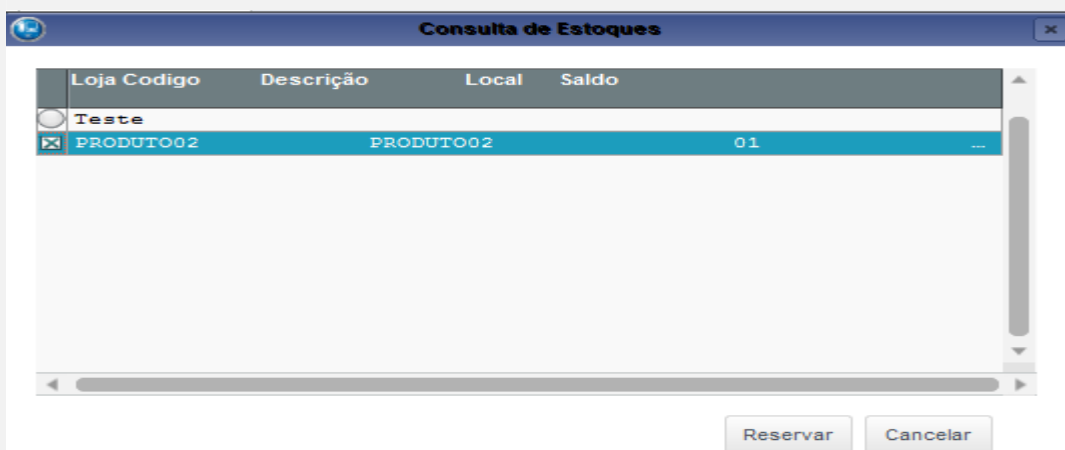 Consulta de Estoques
Loja Codigo Descrição Local Saldo
Teste
PRODUTO02 PRODUTO02 01 ...
Reservar Cancelar